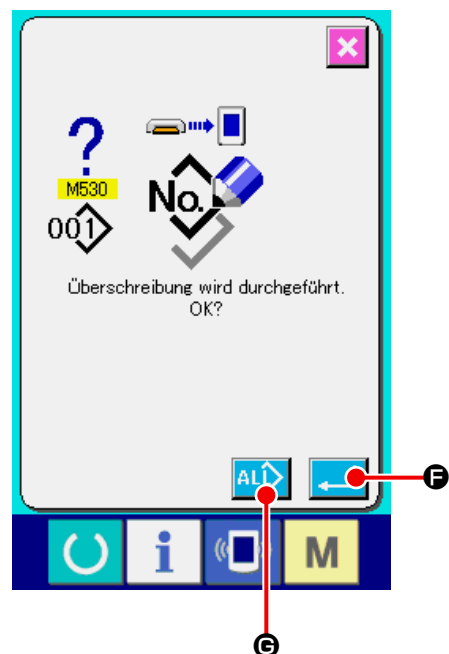 M530
No.
001
Überschreibung wird durchgeführt.
OK?
ALL
F
G
i
M